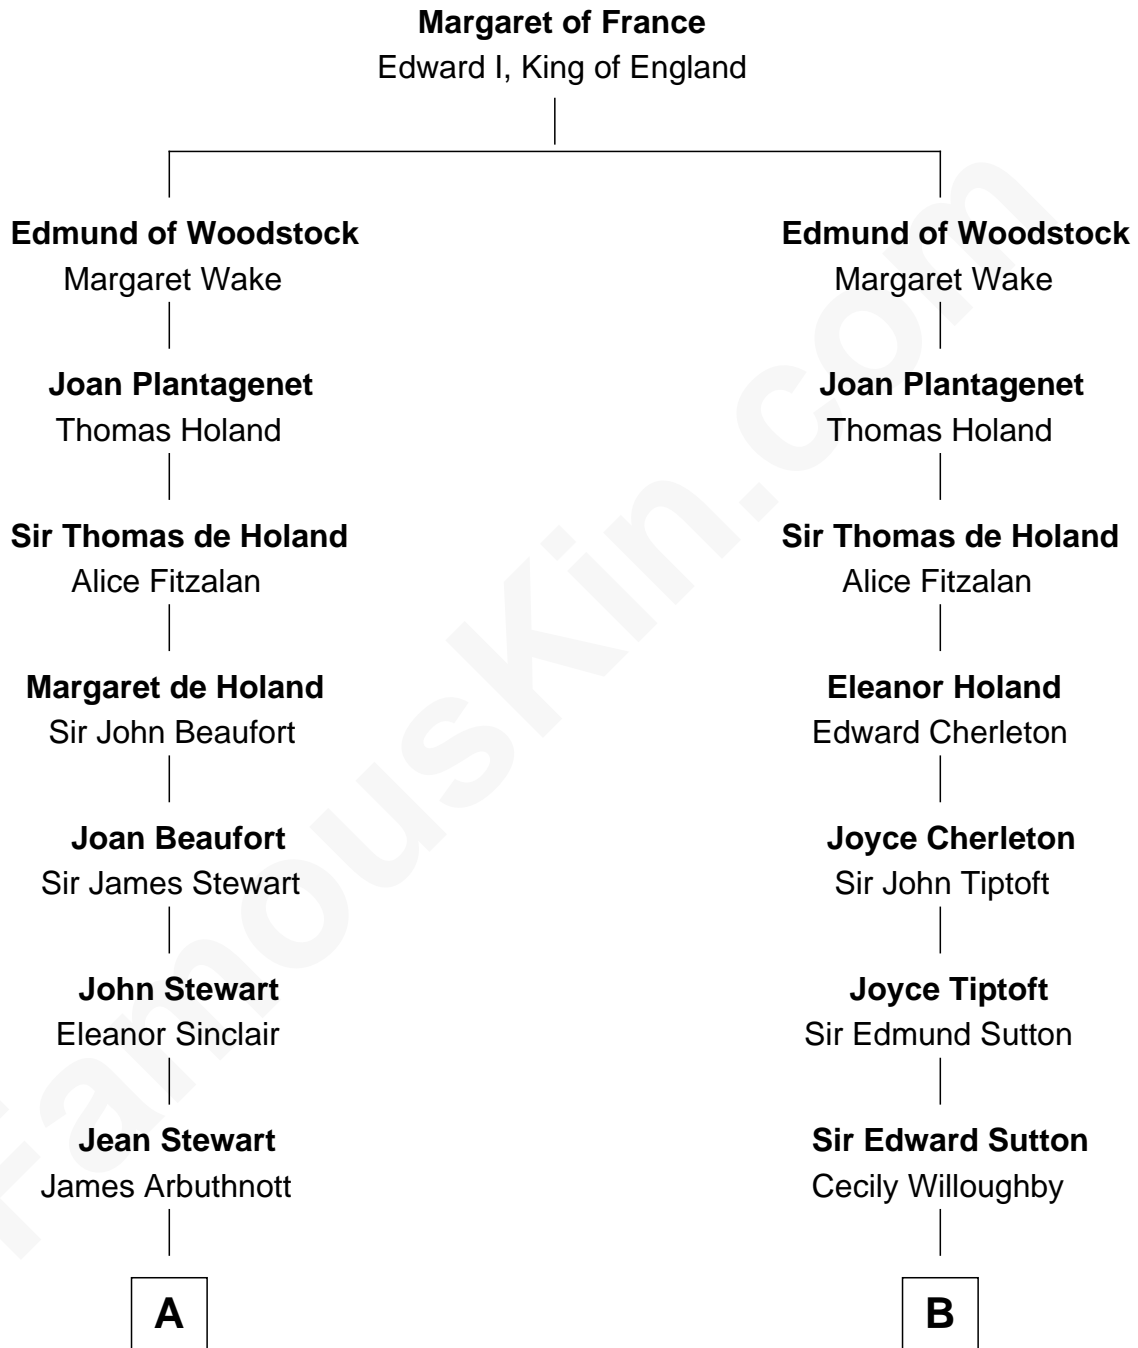 Margaret of France
Edward I, King of England
Edmund of Woodstock
Margaret Wake
Joan Plantagenet
Thomas Holand
Sir Thomas de Holand
Alice Fitzalan
Margaret de Holand
Sir John Beaufort
Joan Beaufort
Sir James Stewart
John Stewart
Eleanor Sinclair
Jean Stewart
James Arbuthnott
A
Edmund of Woodstock
Margaret Wake
Joan Plantagenet
Thomas Holand
Sir Thomas de Holand
Alice Fitzalan
Eleanor Holand
Edward Cherleton
Joyce Cherleton
Sir John Tiptoft
Joyce Tiptoft
Sir Edmund Sutton
Sir Edward Sutton
Cecily Willoughby
B
FamousKin.com